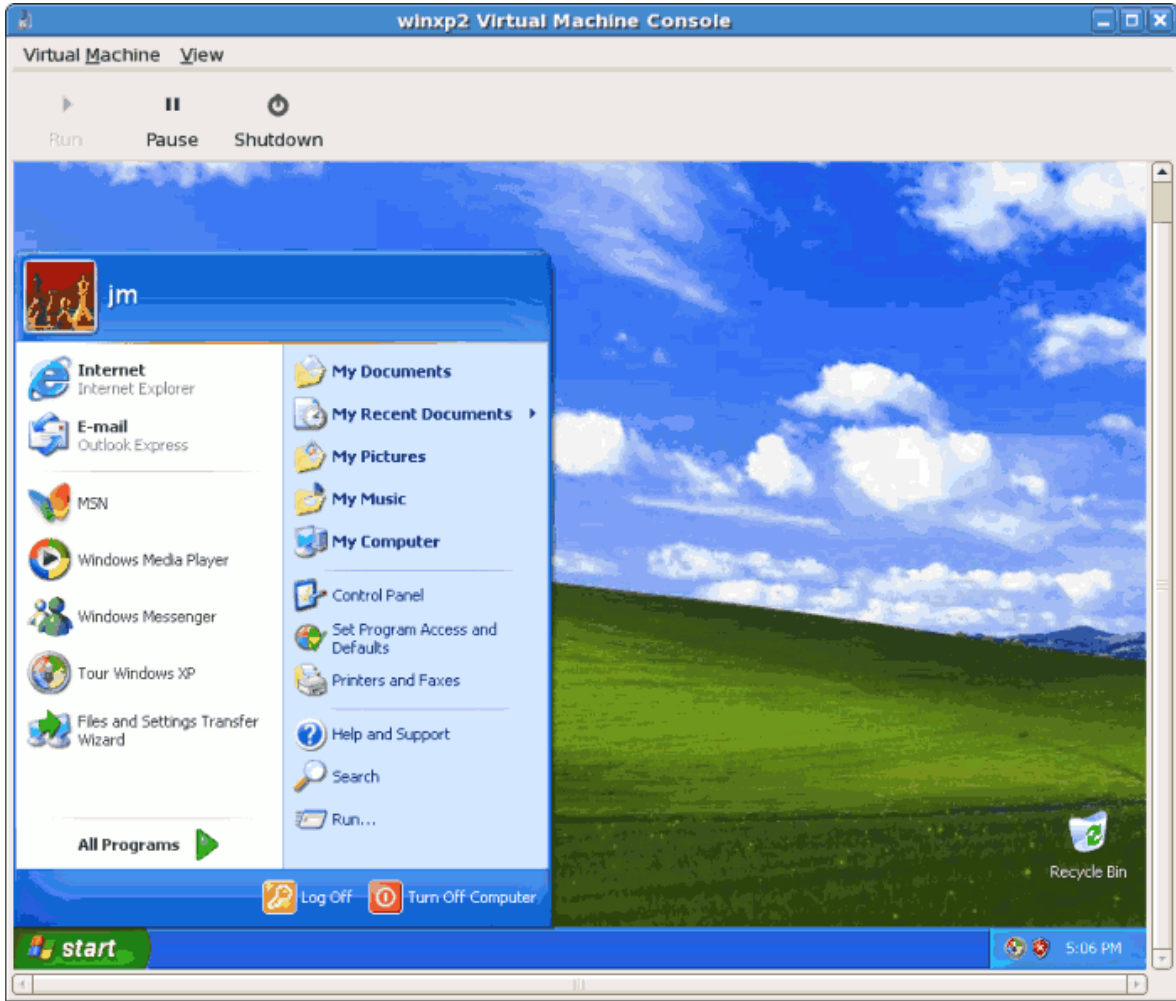 winxp2 Virtual Machine Console
Virtual Machine View
Run Pause Shutdown
jm
Internet
Internet Explorer
E-mail
Outlook Express
MSN
Windows Media Player
Windows Messenger
Tour Windows XP
Files and Settings Transfer
Wizard
All Programs
My Documents
My Recent Documents
My Pictures
My Music
My Computer
Control Panel
Set Program Access and
Defaults
Printers and Faxes
Help and Support
Search
Run...
Log Off Turn Off Computer
Recycle Bin
start 5:06 PM